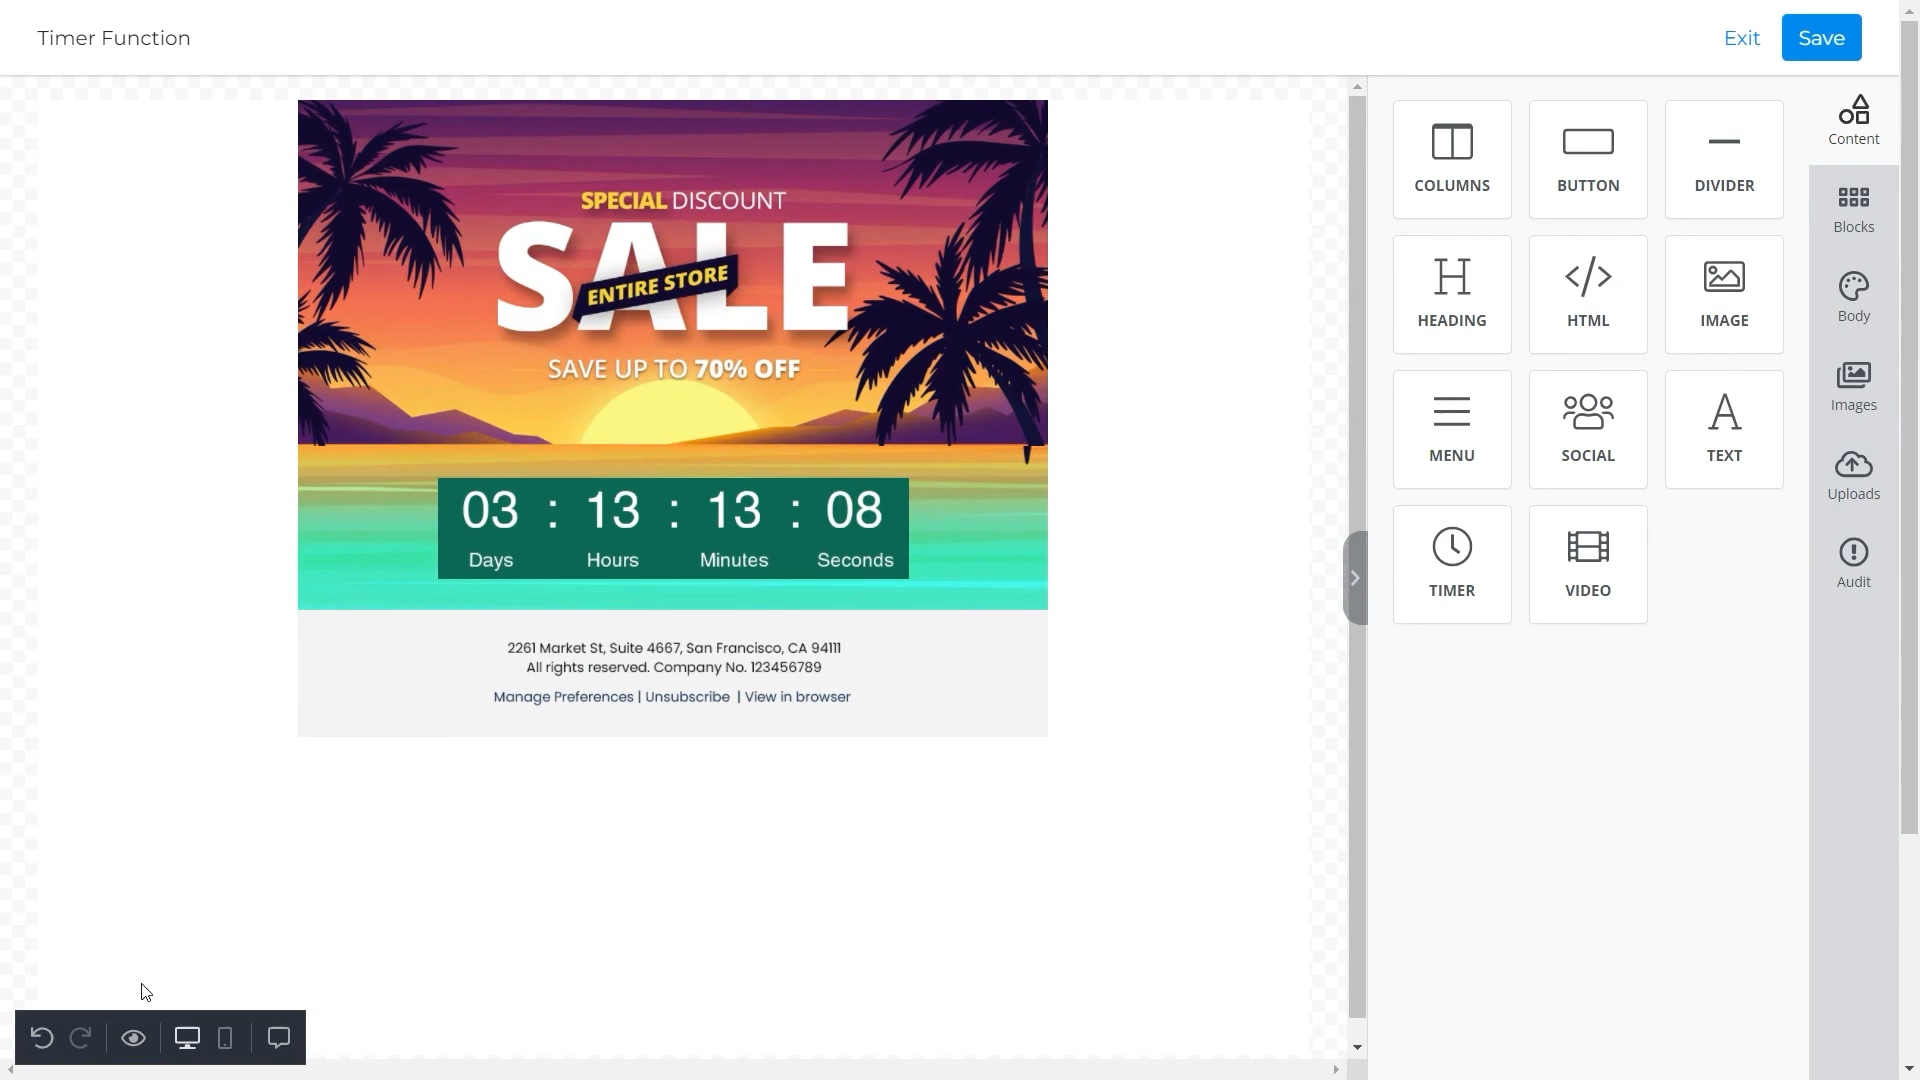 Timer Function
Exit
Save
SPECIAL DISCOUNT
SALE
ENTIRE STORE
SAVE UP TO 70% OFF
03 : 13 : 13 : 08
Days Hours Minutes Seconds
2261 Market St, Suite 4667, San Francisco, CA 94111
All rights reserved. Company No. 123456789
Manage Preferences | Unsubscribe | View in browser
COLUMNS
BUTTON
DIVIDER
HEADING
HTML
IMAGE
MENU
SOCIAL
TEXT
TIMER
VIDEO
Content
Blocks
Body
Images
Uploads
Audit